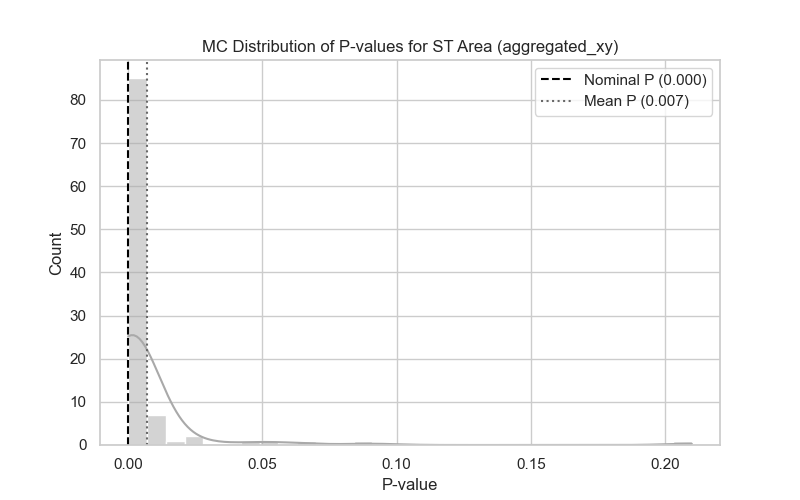 MC Distribution of P-values for ST Area (aggregated_xy)
Nominal P (0.000)
Mean P (0.007)
80
70
60
50
40
30
20
10
0
Count
0.00 0.05 0.10 0.15 0.20
P-value